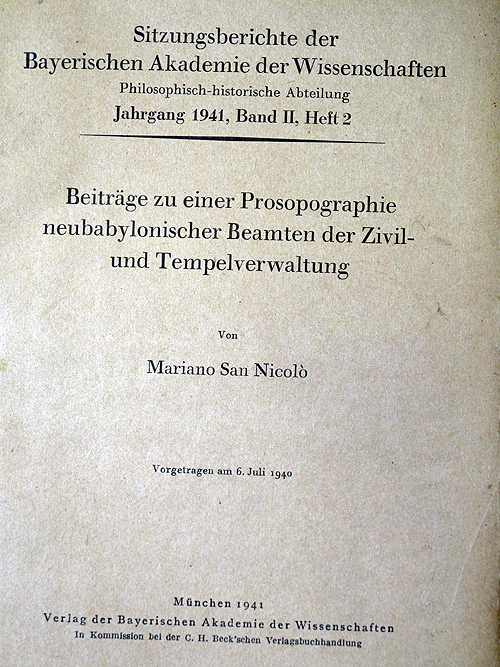 Sitzungsberichte der
Bayerischen Akademie der Wissenschaften
Philosophisch-historische Abteilung
Jahrgang 1941, Band II, Heft 2
Beiträge zu einer Prosopographie
neubabylonischer Beamten der Zivil-
und Tempelverwaltung
Von
Mariano San Nicolò
Vorgetragen am 6. Juli 1940
München 1941
Verlag der Bayerischen Akademie der Wissenschaften
In Kommission bei der C. H. Beck'schen Verlagsbuchhandlung